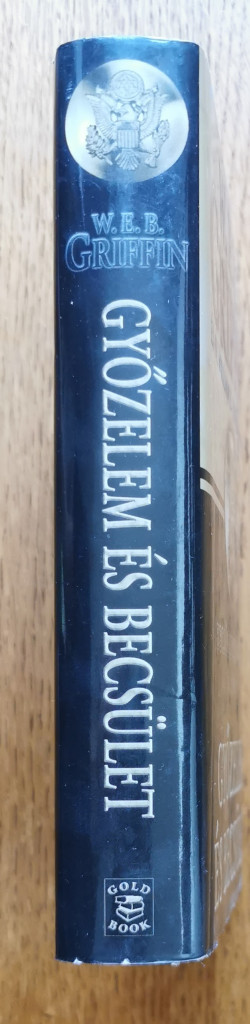 W. E. B.
GRIFFIN
GYŐZELEM ÉS BECSÜLET
GOLD
BOOK